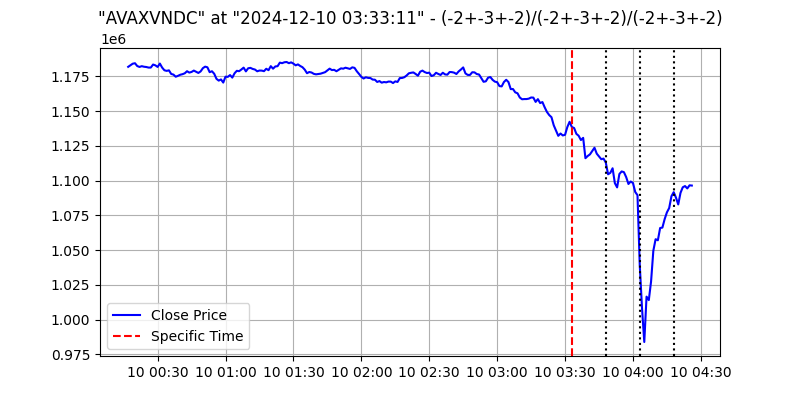 "AVAXVNDC" at "2024-12-10 03:33:11" - (-2+-3+-2)/(-2+-3+-2)/(-2+-3+-2)
1e6
1.175
1.150
1.125
1.100
1.075
1.050
1.025
1.000
0.975
Close Price
Specific Time
10 00:30 10 01:00 10 01:30 10 02:00 10 02:30 10 03:00 10 03:30 10 04:00 10 04:30